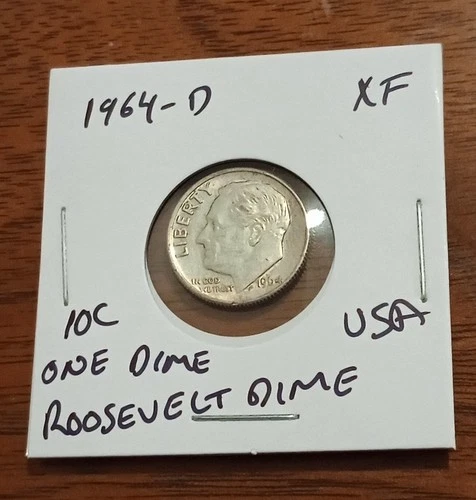 1964-D XF
LIBERTY
IN GOD
WE TRUST
1964
10C USA
ONE DIME
ROOSEVELT DIME